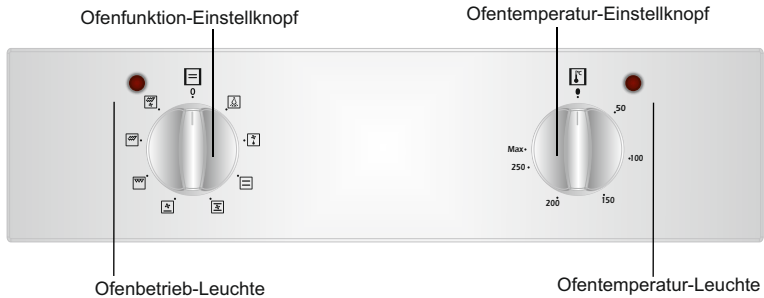 Ofenfunktion-Einstellknopf
Ofentemperatur-Einstellknopf
0
50
100
150
200
250
Max
Ofenbetrieb-Leuchte
Ofentemperatur-Leuchte